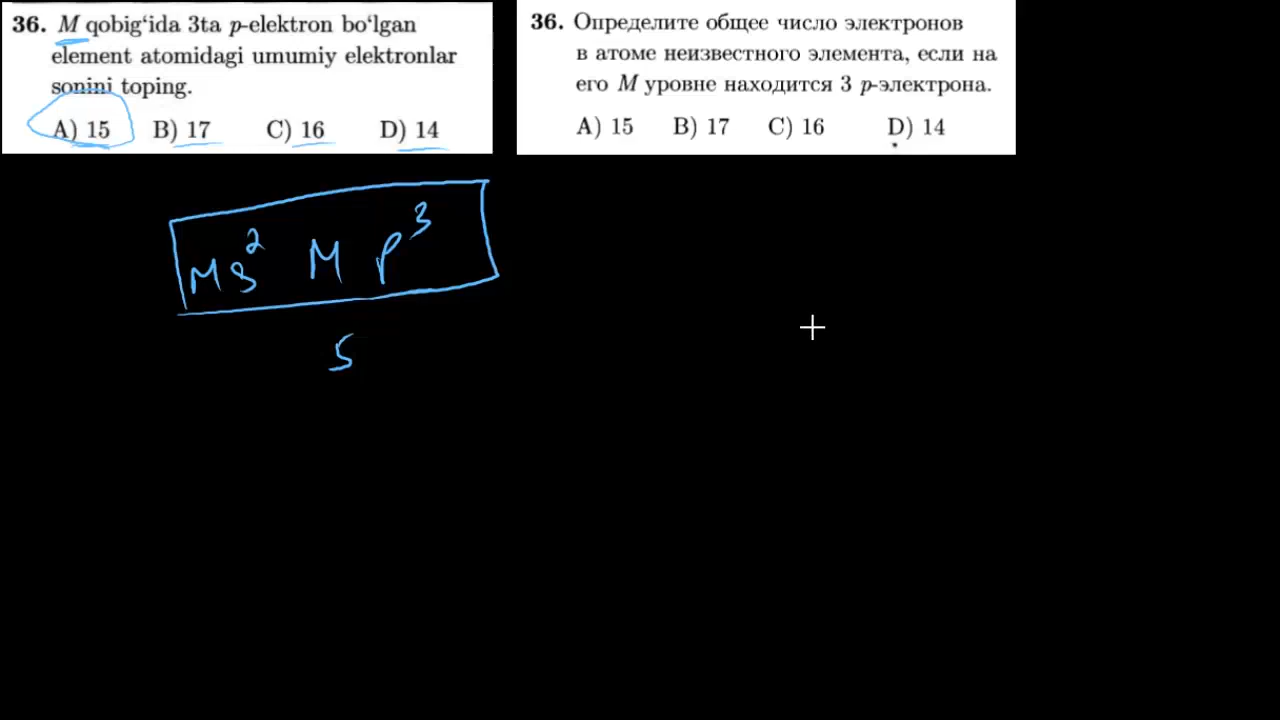 36. M qobig‘ida 3ta p-elektron bo‘lgan
element atomidagi umumiy elektronlar
sonini toping.
A) 15 B) 17 C) 16 D) 14
36. Определите общее число электронов
в атоме неизвестного элемента, если на
его M уровне находится 3 p-электрона.
A) 15 B) 17 C) 16 D) 14
M s² M p³
5